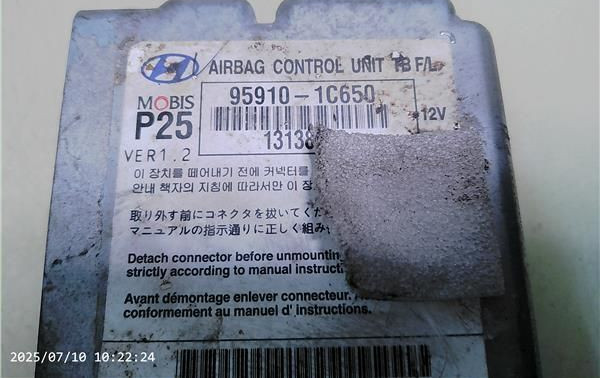 AIRBAG CONTROL UNIT TB F/L
95910-1C650
MOBIS
P25
12V
13138
VER1.2
이 장치를 떼어내기 전에 커넥터를
안내 책자의 지침에 따라서만 이 장
取り外す前にコネクタを抜いてくだ
マニュアルの指示通りに正しく組み
Detach connector before unmounting
strictly according to manual instructi
Avant démontage enlever connecteur.
conformement au manuel d' instructions.
2025/07/10 10:22:24